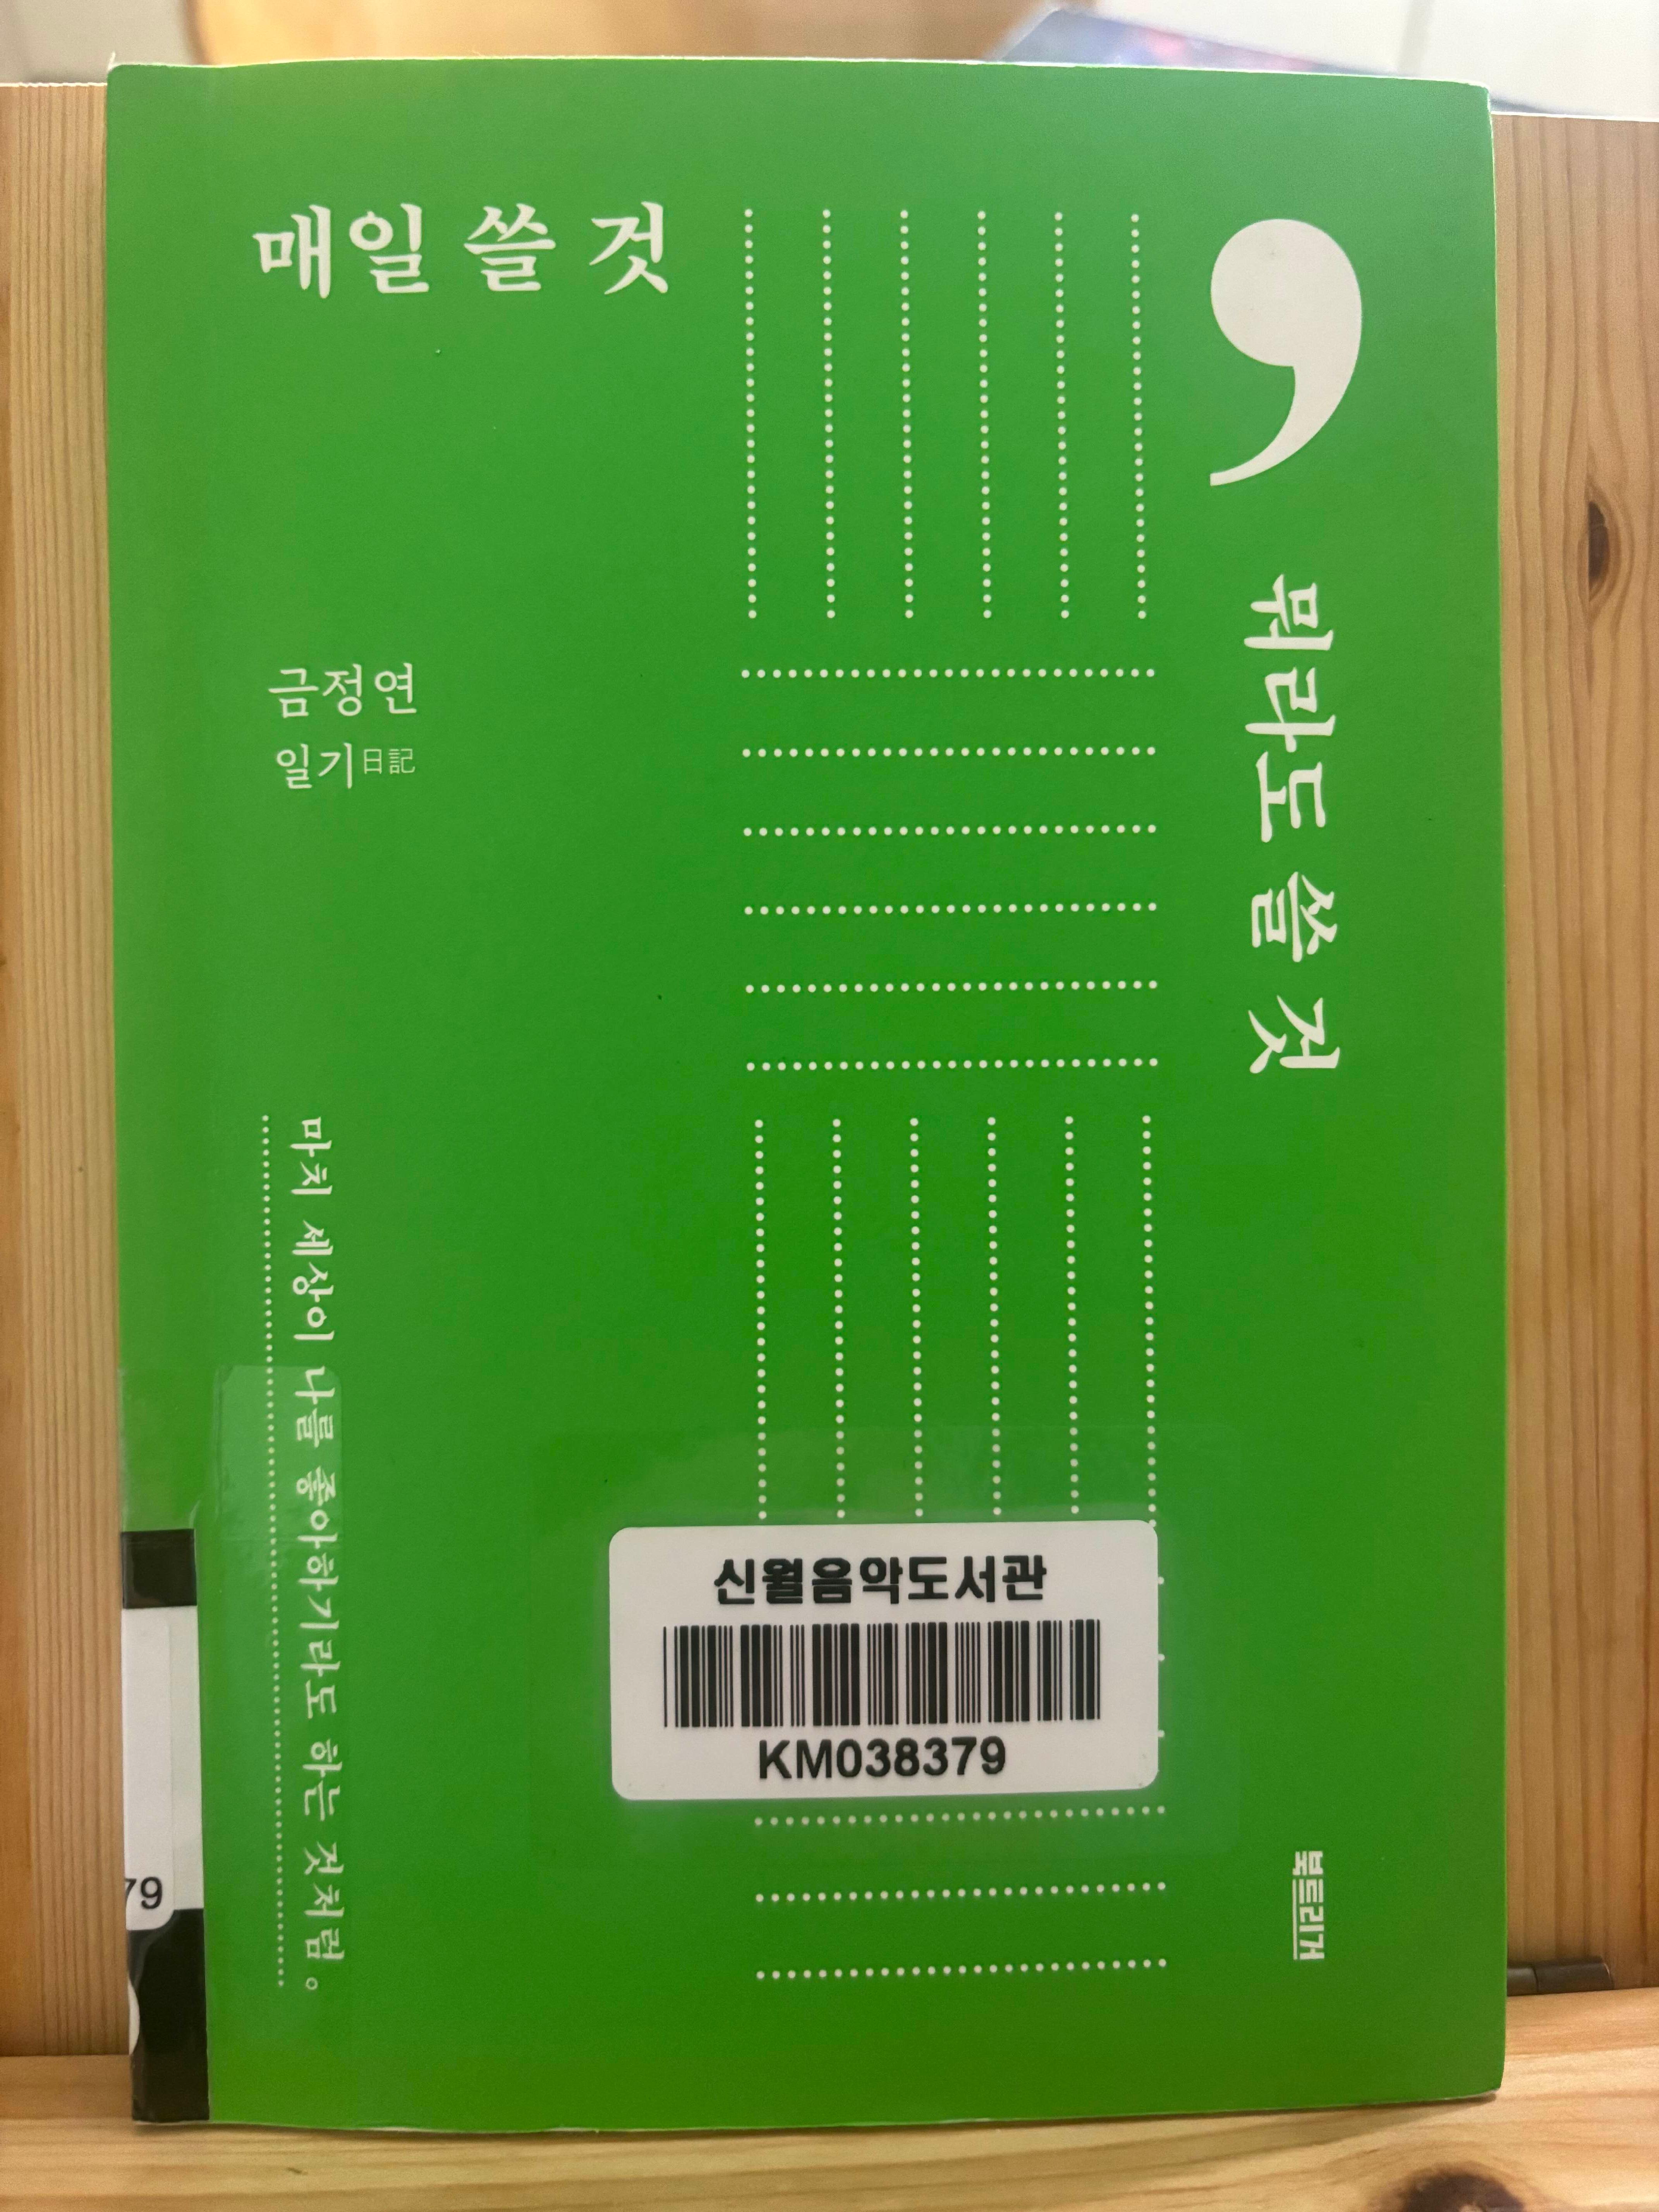 매일 쓸 것
,
뭐라도 쓸 것
금정연
일기日記
마치 세상이 나를 좋아하기라도 하는 것처럼。
신월음악도서관
KM038379
북트리거
79